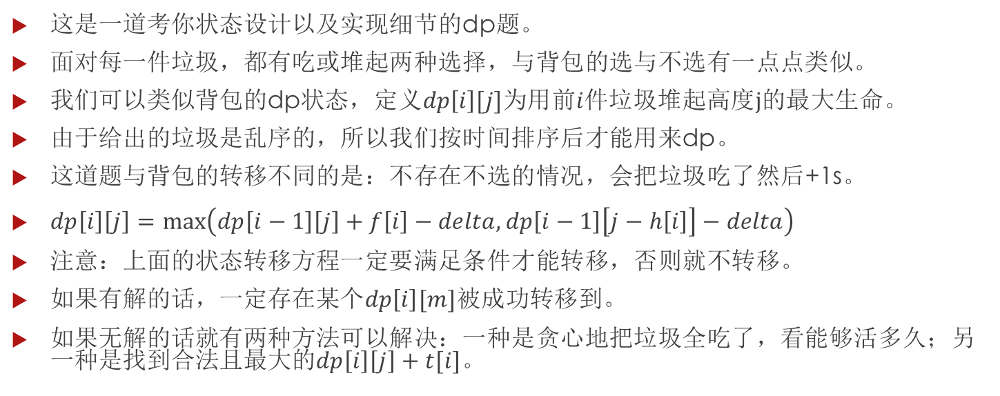 ▶ 这是一道考你状态设计以及实现细节的dp题。
▶ 面对每一件垃圾，都有吃或堆起两种选择，与背包的选与不选有一点点类似。
▶ 我们可以类似背包的dp状态，定义dp[i][j]为用前i件垃圾堆起高度j的最大生命。
▶ 由于给出的垃圾是乱序的，所以我们按时间排序后才能用来dp。
▶ 这道题与背包的转移不同的是：不存在不选的情况，会把垃圾吃了然后+1s。
▶ dp[i][j] = max(dp[i − 1][j] + f[i] − delta, dp[i − 1][j − h[i]] − delta)
▶ 注意：上面的状态转移方程一定要满足条件才能转移，否则就不转移。
▶ 如果有解的话，一定存在某个dp[i][m]被成功转移到。
▶ 如果无解的话就有两种方法可以解决：一种是贪心地把垃圾全吃了，看能够活多久；另
一种是找到合法且最大的dp[i][j] + t[i]。